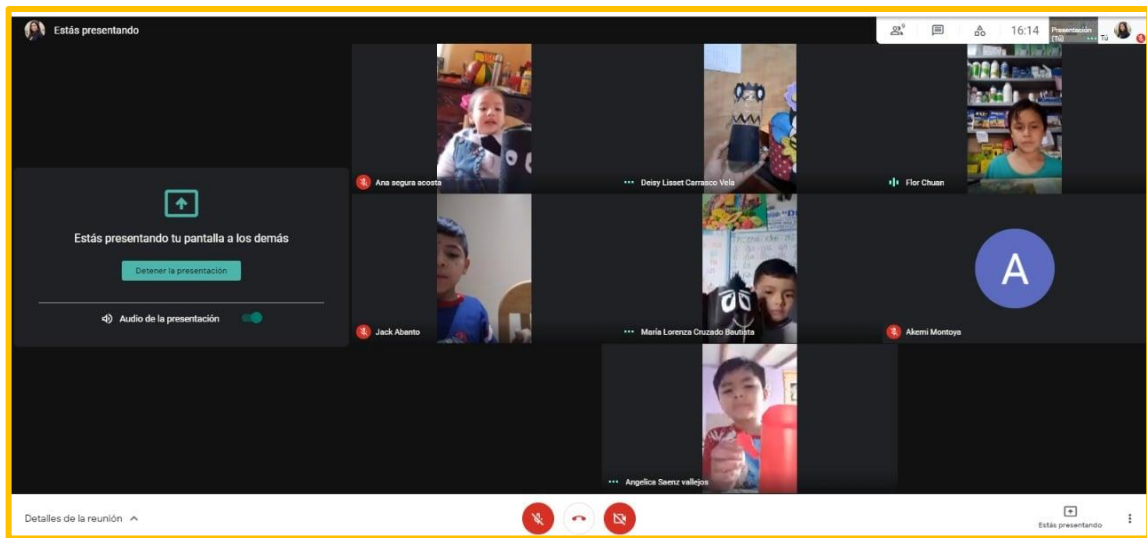 Estás presentando
9
16:14
Presentación
(Tú)
Tú
Ana segura acosta
Deisy Lisset Carrasco Vela
Flor Chuan
Estás presentando tu pantalla a los demás
Detener la presentación
Audio de la presentación
Jack Abanto
María Lorenza Cruzado Bautista
A
Akemi Montoya
Angelica Saenz vallejos
Detalles de la reunión
Estás presentando